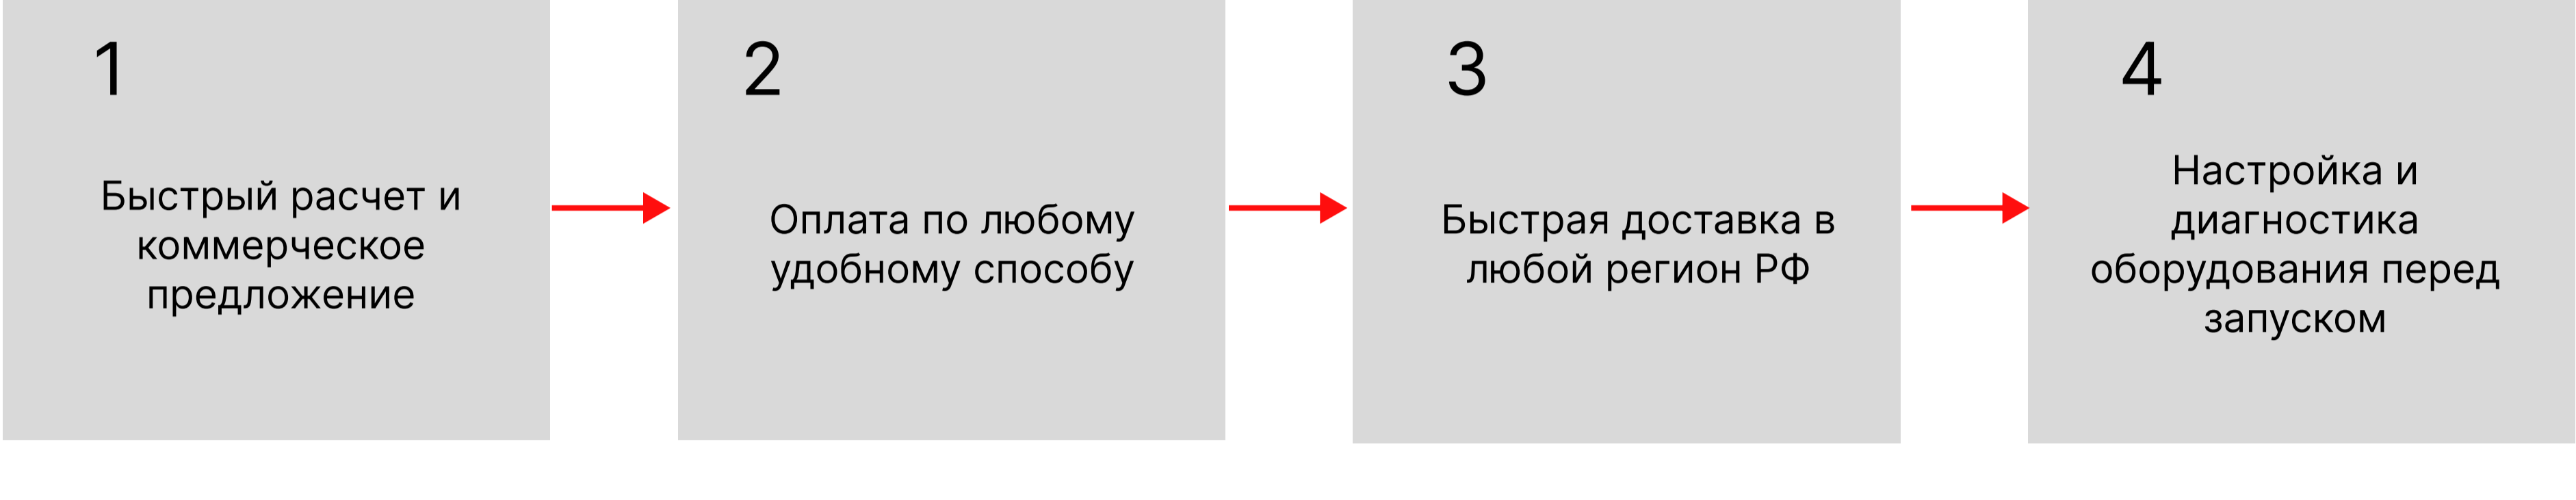 1
Быстрый расчет и
коммерческое
предложение
2
Оплата по любому
удобному способу
3
Быстрая доставка в
любой регион РФ
4
Настройка и
диагностика
оборудования перед
запуском